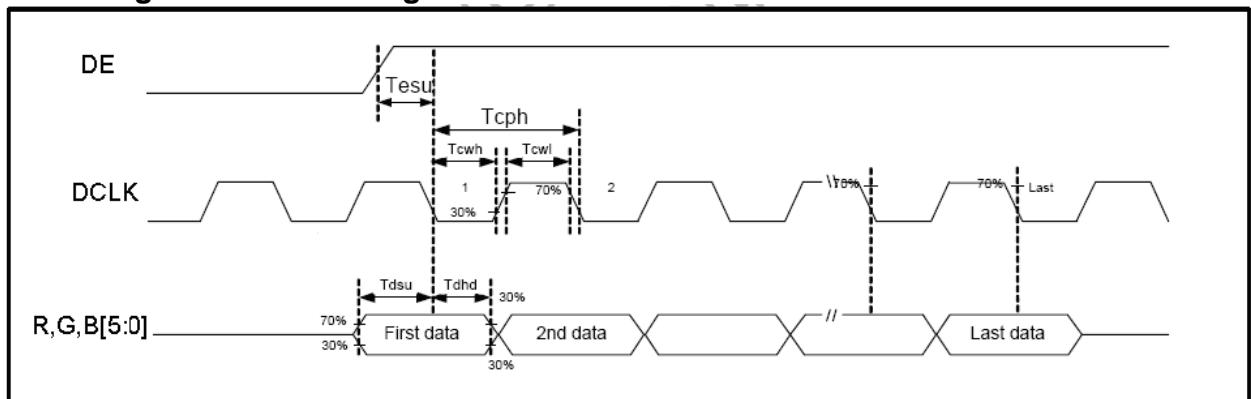 DE
Tesu
Tcph
Tcwh
Tcwl
DCLK
1
70%
2
30%
70%
70%
Last
Tdsu
Tdhd
30%
R,G,B[5:0]
70%
First data
2nd data
//
Last data
30%
30%